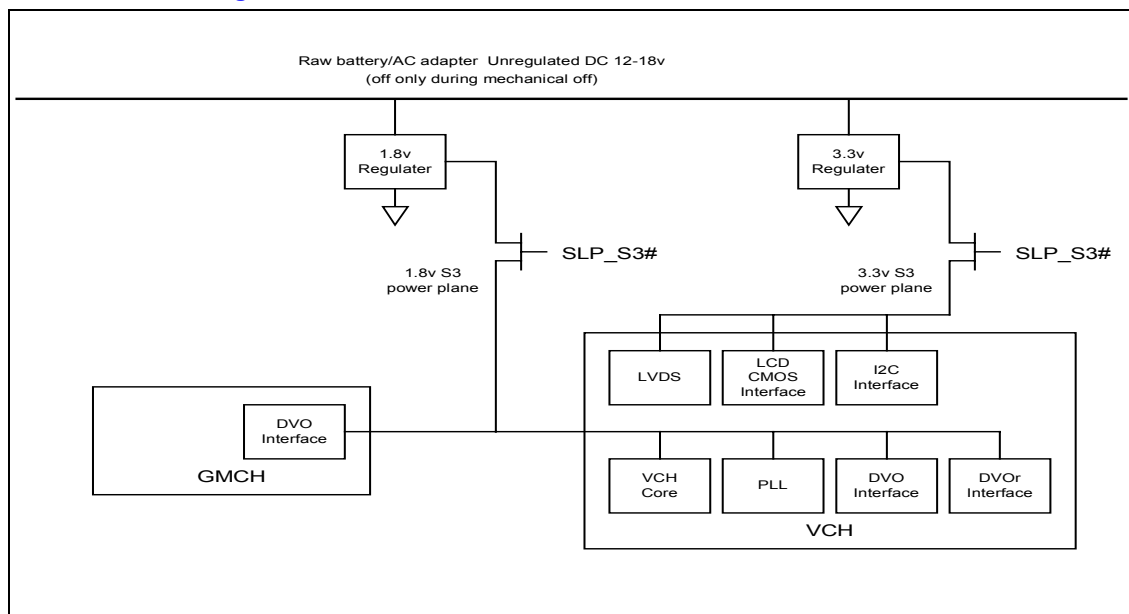 Raw battery/AC adapter Unregulated DC 12-18v
(off only during mechanical off)
1.8v
Regulater
3.3v
Regulater
SLP_S3#
SLP_S3#
1.8v S3
power plane
3.3v S3
power plane
LVDS
LCD
CMOS
Interface
I2C
Interface
DVO
Interface
GMCH
VCH
Core
PLL
DVO
Interface
DVOr
Interface
VCH